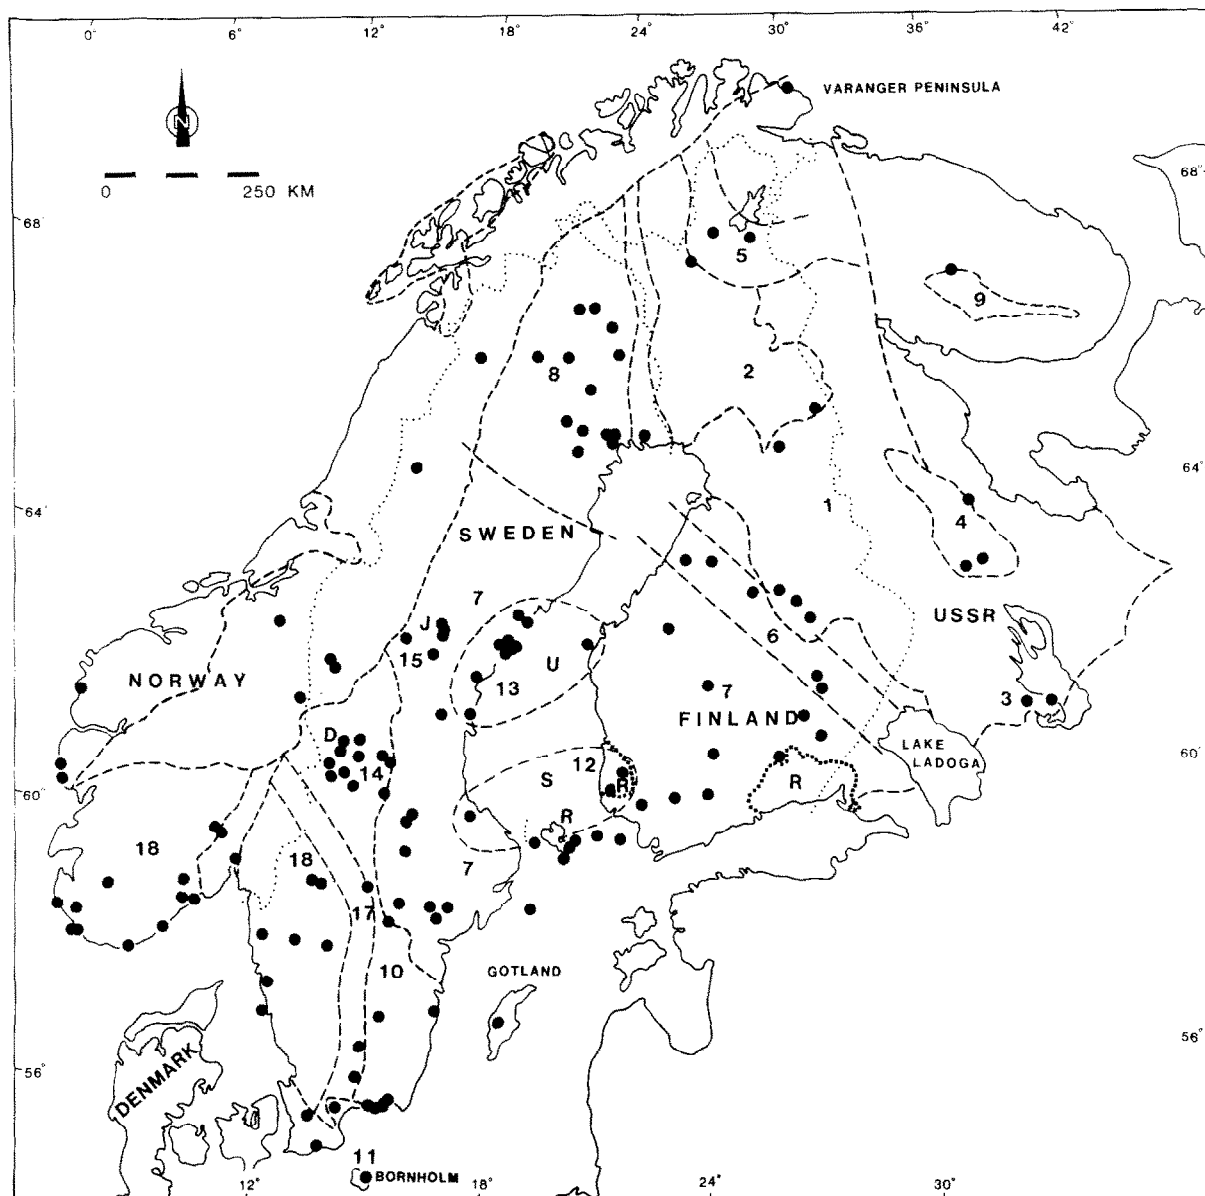 0° 6° 12° 18° 24° 30° 36° 42°
VARANGER PENINSULA
N
68°
0 250 KM
68°
5
9
8
2
64°
1
64°
4
SWEDEN
7
J
6
USSR
15
U
NORWAY
13
7
3
FINLAND
D
LAKE
LADOGA
60°
12
14
S
R
R
60°
R
18
18
7
17
10
GOTLAND
56°
56°
DENMARK
11
BORNHOLM
12° 18° 24° 30°